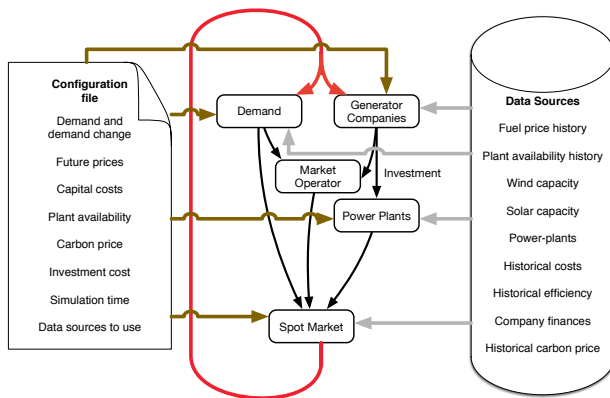 Configuration
file
Demand and
demand change
Future prices
Capital costs
Plant availability
Carbon price
Investment cost
Simulation time
Data sources to use
Demand
Generator
Companies
Market
Operator
Investment
Power Plants
Spot Market
Data Sources
Fuel price history
Plant availability history
Wind capacity
Solar capacity
Power-plants
Historical costs
Historical efficiency
Company finances
Historical carbon price